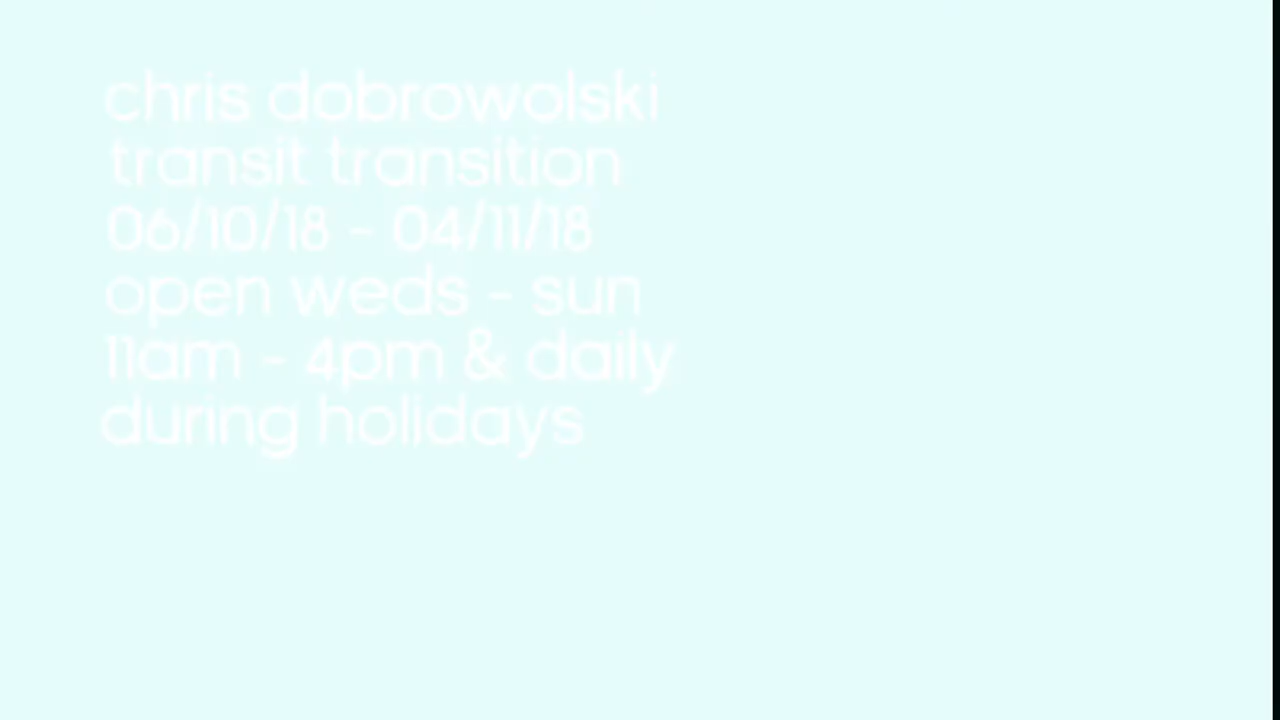 chris dobrowolski
transit transition
06/10/18 - 04/11/18
open weds - sun
11am - 4pm & daily
during holidays